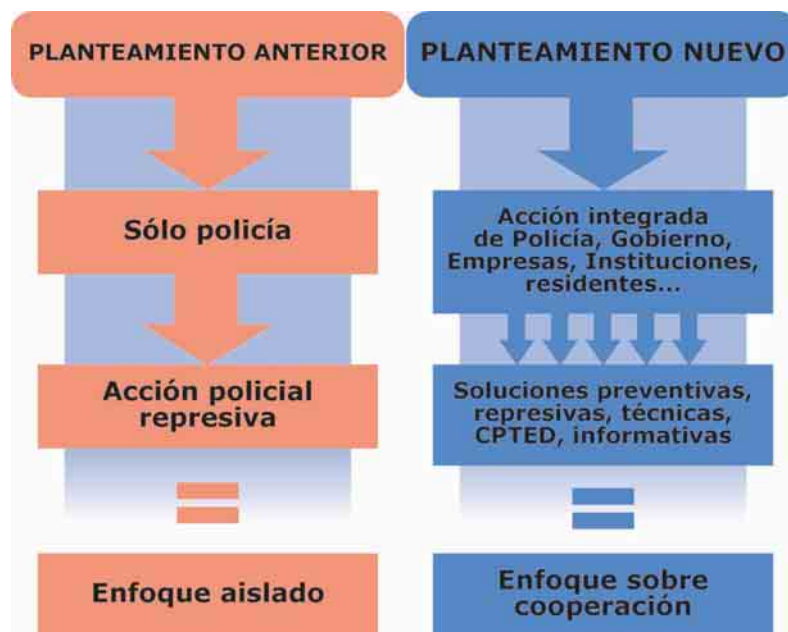 PLANTEAMIENTO ANTERIOR
Sólo policía
Acción policial
represiva
Enfoque aislado
PLANTEAMIENTO NUEVO
Acción integrada
de Policía, Gobierno,
Empresas, Instituciones,
residentes...
Soluciones preventivas,
represivas, técnicas,
CPTED, informativas
Enfoque sobre
cooperación